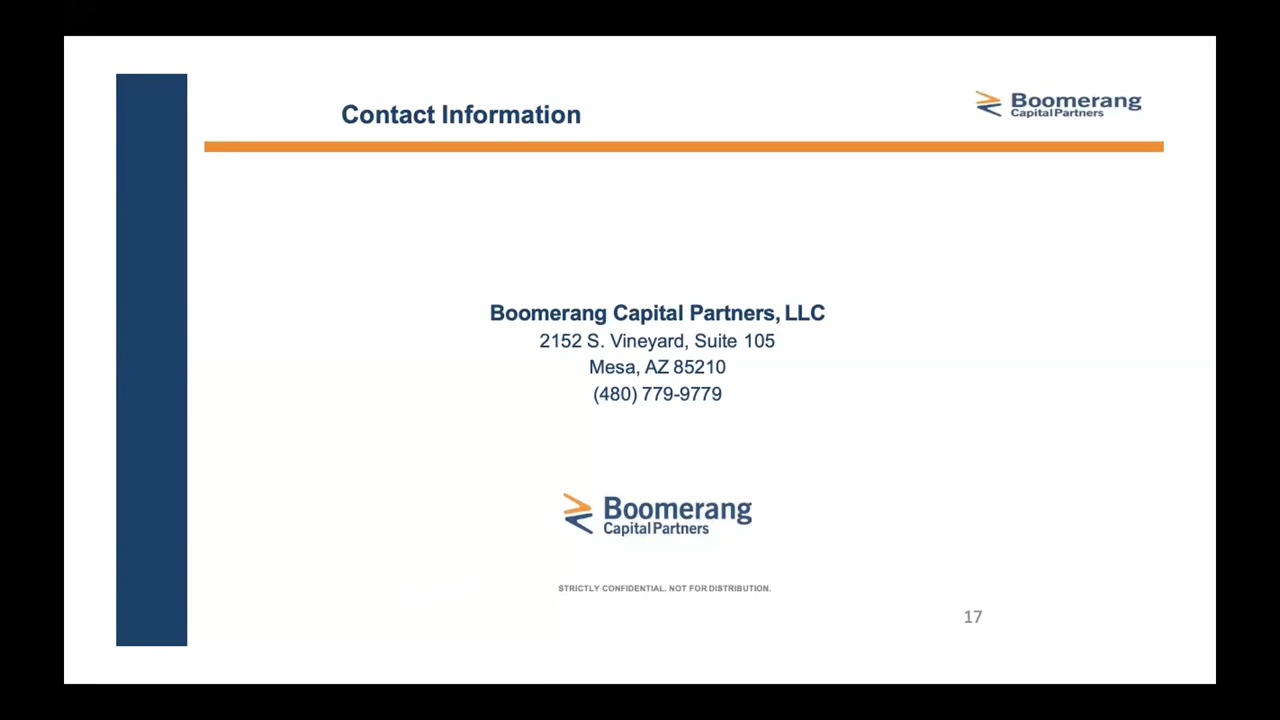 Contact Information
Boomerang
Capital Partners
Boomerang Capital Partners, LLC
2152 S. Vineyard, Suite 105
Mesa, AZ 85210
(480) 779-9779
Boomerang
Capital Partners
STRICTLY CONFIDENTIAL. NOT FOR DISTRIBUTION.
17